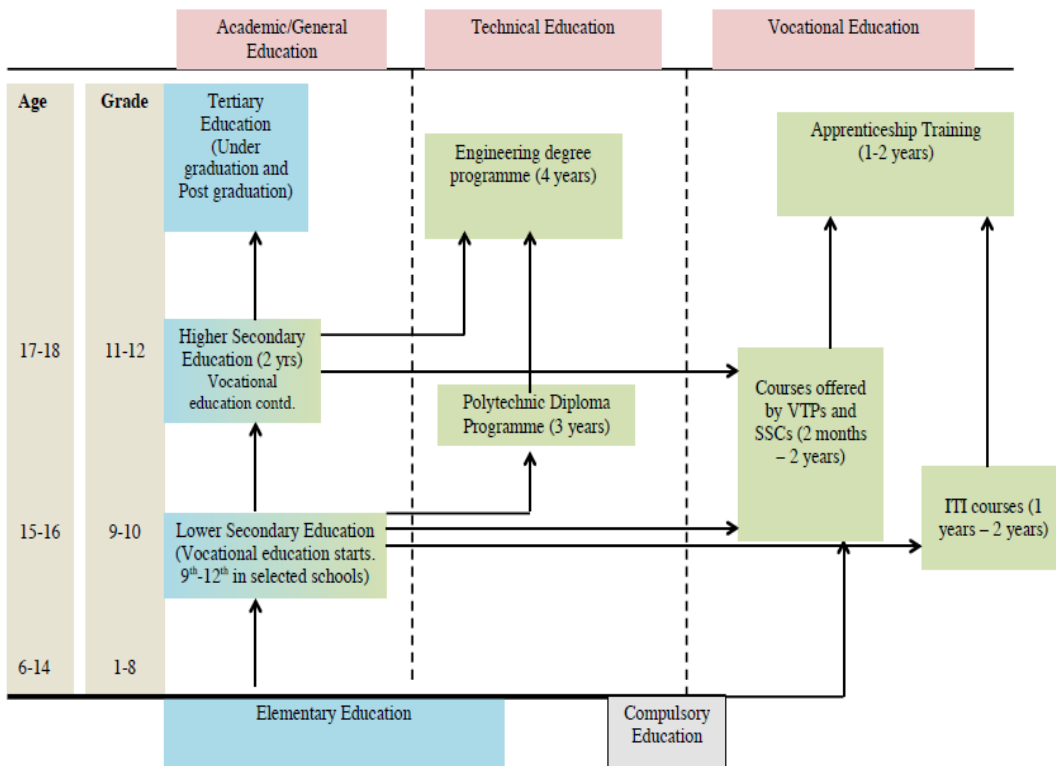 Academic/General
Education
Technical Education
Vocational Education
Age
Grade
Tertiary
Education
(Under
graduation and
Post graduation)
Engineering degree
programme (4 years)
Apprenticeship Training
(1-2 years)
17-18
11-12
Higher Secondary
Education (2 yrs)
Vocational
education contd.
Polytechnic Diploma
Programme (3 years)
Courses offered
by VTPs and
SSCs (2 months
– 2 years)
15-16
9-10
Lower Secondary Education
(Vocational education starts.
9th-12th in selected schools)
ITI courses (1
years – 2 years)
6-14
1-8
Elementary Education
Compulsory
Education